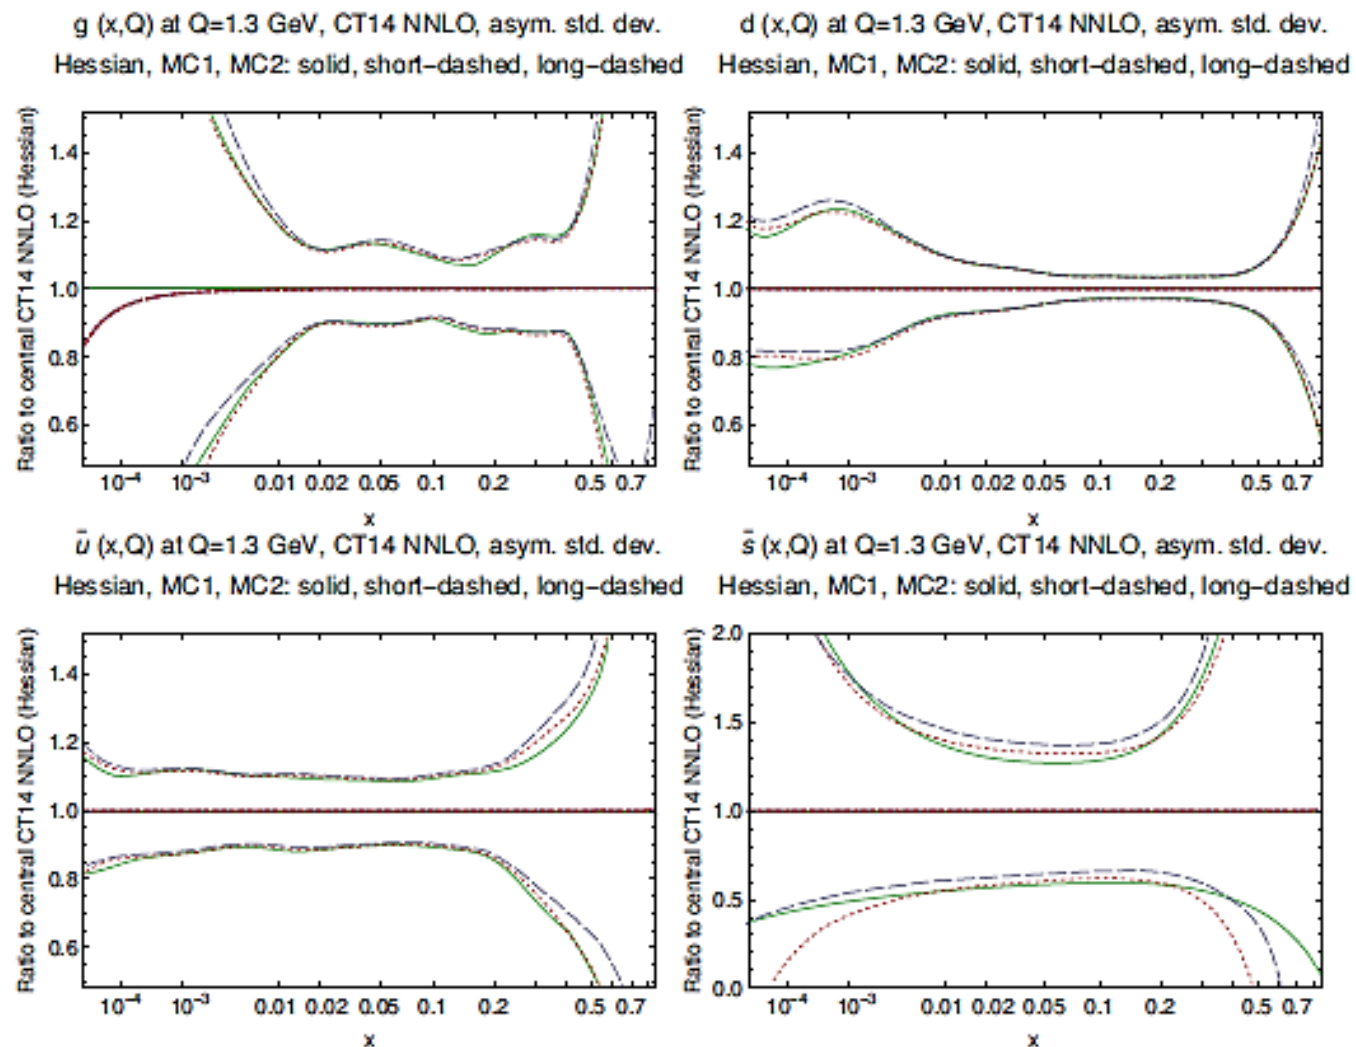 g (x,Q) at Q=1.3 GeV, CT14 NNLO, asym. std. dev.
Hessian, MC1, MC2: solid, short-dashed, long-dashed
Ratio to central CT14 NNLO (Hessian)
1.4
1.2
1.0
0.8
0.6
10⁻⁴ 10⁻³ 0.01 0.02 0.05 0.1 0.2 0.5 0.7
x
d (x,Q) at Q=1.3 GeV, CT14 NNLO, asym. std. dev.
Hessian, MC1, MC2: solid, short-dashed, long-dashed
Ratio to central CT14 NNLO (Hessian)
1.4
1.2
1.0
0.8
0.6
10⁻⁴ 10⁻³ 0.01 0.02 0.05 0.1 0.2 0.5 0.7
x
ū (x,Q) at Q=1.3 GeV, CT14 NNLO, asym. std. dev.
Hessian, MC1, MC2: solid, short-dashed, long-dashed
Ratio to central CT14 NNLO (Hessian)
1.4
1.2
1.0
0.8
0.6
10⁻⁴ 10⁻³ 0.01 0.02 0.05 0.1 0.2 0.5 0.7
x
s̄ (x,Q) at Q=1.3 GeV, CT14 NNLO, asym. std. dev.
Hessian, MC1, MC2: solid, short-dashed, long-dashed
Ratio to central CT14 NNLO (Hessian)
2.0
1.5
1.0
0.5
0.0
10⁻⁴ 10⁻³ 0.01 0.02 0.05 0.1 0.2 0.5 0.7
x